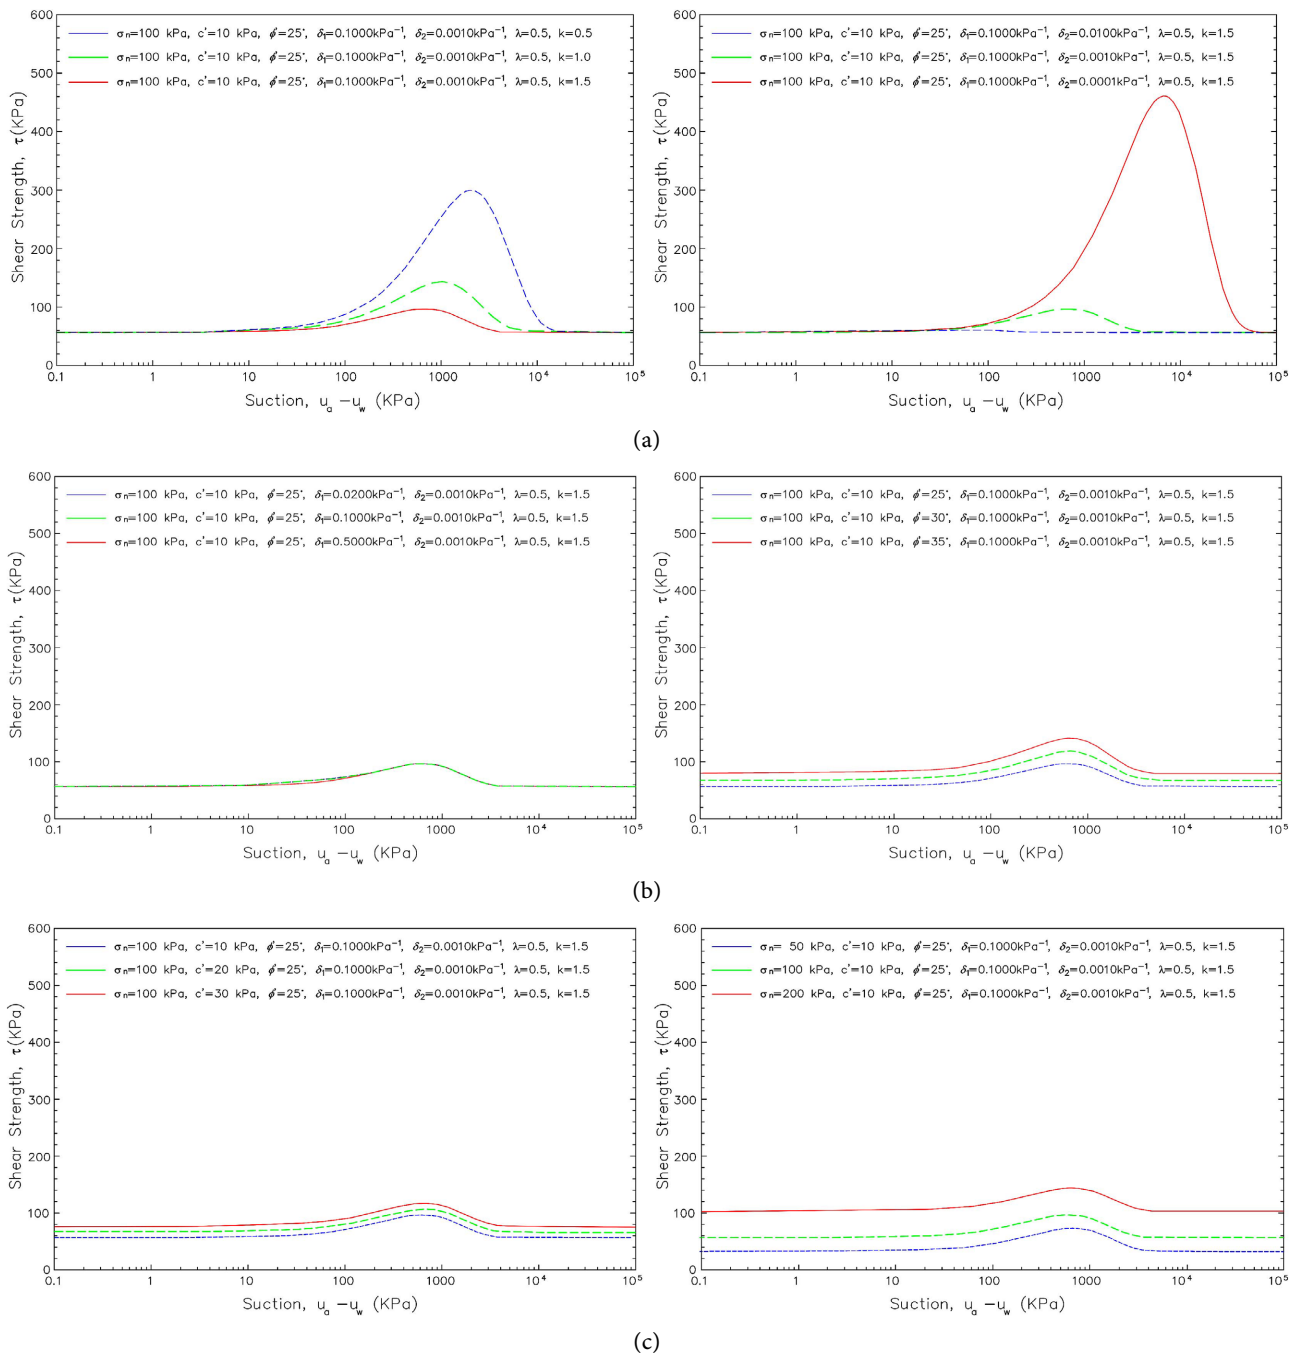 600
500
400
300
200
100
0
Shear Strength, τ(KPa)
σn=100 kPa, c'=10 kPa, ϕ'=25°, δ1=0.1000kPa⁻¹, δ2=0.0010kPa⁻¹, λ=0.5, k=0.5
σn=100 kPa, c'=10 kPa, ϕ'=25°, δ1=0.1000kPa⁻¹, δ2=0.0010kPa⁻¹, λ=0.5, k=1.0
σn=100 kPa, c'=10 kPa, ϕ'=25°, δ1=0.1000kPa⁻¹, δ2=0.0010kPa⁻¹, λ=0.5, k=1.5
0.1 1 10 100 1000 10⁴ 10⁵
Suction, ua −uw (KPa)
600
500
400
300
200
100
0
Shear Strength, τ(KPa)
σn=100 kPa, c'=10 kPa, ϕ'=25°, δ1=0.1000kPa⁻¹, δ2=0.0100kPa⁻¹, λ=0.5, k=1.5
σn=100 kPa, c'=10 kPa, ϕ'=25°, δ1=0.1000kPa⁻¹, δ2=0.0010kPa⁻¹, λ=0.5, k=1.5
σn=100 kPa, c'=10 kPa, ϕ'=25°, δ1=0.1000kPa⁻¹, δ2=0.0001kPa⁻¹, λ=0.5, k=1.5
0.1 1 10 100 1000 10⁴ 10⁵
Suction, ua −uw (KPa)
(a)
600
500
400
300
200
100
0
Shear Strength, τ(KPa)
σn=100 kPa, c'=10 kPa, ϕ'=25°, δ1=0.0200kPa⁻¹, δ2=0.0010kPa⁻¹, λ=0.5, k=1.5
σn=100 kPa, c'=10 kPa, ϕ'=25°, δ1=0.1000kPa⁻¹, δ2=0.0010kPa⁻¹, λ=0.5, k=1.5
σn=100 kPa, c'=10 kPa, ϕ'=25°, δ1=0.5000kPa⁻¹, δ2=0.0010kPa⁻¹, λ=0.5, k=1.5
0.1 1 10 100 1000 10⁴ 10⁵
Suction, ua −uw (KPa)
600
500
400
300
200
100
0
Shear Strength, τ(KPa)
σn=100 kPa, c'=10 kPa, ϕ'=25°, δ1=0.1000kPa⁻¹, δ2=0.0010kPa⁻¹, λ=0.5, k=1.5
σn=100 kPa, c'=10 kPa, ϕ'=30°, δ1=0.1000kPa⁻¹, δ2=0.0010kPa⁻¹, λ=0.5, k=1.5
σn=100 kPa, c'=10 kPa, ϕ'=35°, δ1=0.1000kPa⁻¹, δ2=0.0010kPa⁻¹, λ=0.5, k=1.5
0.1 1 10 100 1000 10⁴ 10⁵
Suction, ua −uw (KPa)
(b)
600
500
400
300
200
100
0
Shear Strength, τ(KPa)
σn=100 kPa, c'=10 kPa, ϕ'=25°, δ1=0.1000kPa⁻¹, δ2=0.0010kPa⁻¹, λ=0.5, k=1.5
σn=100 kPa, c'=20 kPa, ϕ'=25°, δ1=0.1000kPa⁻¹, δ2=0.0010kPa⁻¹, λ=0.5, k=1.5
σn=100 kPa, c'=30 kPa, ϕ'=25°, δ1=0.1000kPa⁻¹, δ2=0.0010kPa⁻¹, λ=0.5, k=1.5
0.1 1 10 100 1000 10⁴ 10⁵
Suction, ua −uw (KPa)
600
500
400
300
200
100
0
Shear Strength, τ(KPa)
σn= 50 kPa, c'=10 kPa, ϕ'=25°, δ1=0.1000kPa⁻¹, δ2=0.0010kPa⁻¹, λ=0.5, k=1.5
σn=100 kPa, c'=10 kPa, ϕ'=25°, δ1=0.1000kPa⁻¹, δ2=0.0010kPa⁻¹, λ=0.5, k=1.5
σn=200 kPa, c'=10 kPa, ϕ'=25°, δ1=0.1000kPa⁻¹, δ2=0.0010kPa⁻¹, λ=0.5, k=1.5
0.1 1 10 100 1000 10⁴ 10⁵
Suction, ua −uw (KPa)
(c)